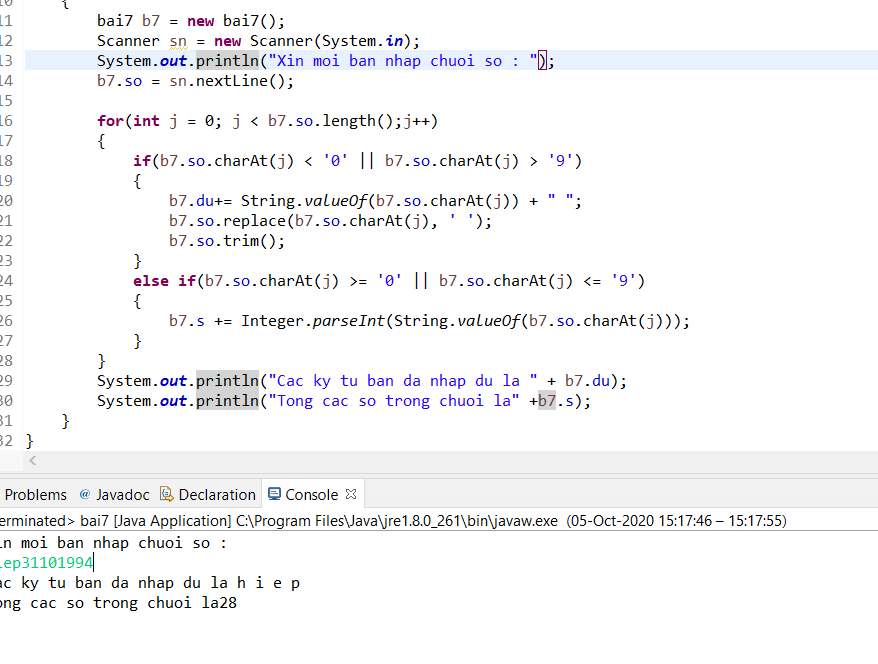 {
11 bai7 b7 = new bai7();
12 Scanner sn = new Scanner(System.in);
13 System.out.println("Xin moi ban nhap chuoi so : ");
14 b7.so = sn.nextLine();
15
16 for(int j = 0; j < b7.so.length();j++)
17 {
18 if(b7.so.charAt(j) < '0' || b7.so.charAt(j) > '9')
19 {
20 b7.du+= String.valueOf(b7.so.charAt(j)) + " ";
21 b7.so.replace(b7.so.charAt(j), ' ');
22 b7.so.trim();
23 }
24 else if(b7.so.charAt(j) >= '0' || b7.so.charAt(j) <= '9')
25 {
26 b7.s += Integer.parseInt(String.valueOf(b7.so.charAt(j)));
27 }
28 }
29 System.out.println("Cac ky tu ban da nhap du la " + b7.du);
30 System.out.println("Tong cac so trong chuoi la" +b7.s);
31 }
32 }
Problems @ Javadoc Declaration Console
erminated> bai7 [Java Application] C:\Program Files\Java\jre1.8.0_261\bin\javaw.exe (05-Oct-2020 15:17:46 – 15:17:55)
in moi ban nhap chuoi so :
iep31101994
ac ky tu ban da nhap du la h i e p
ong cac so trong chuoi la28